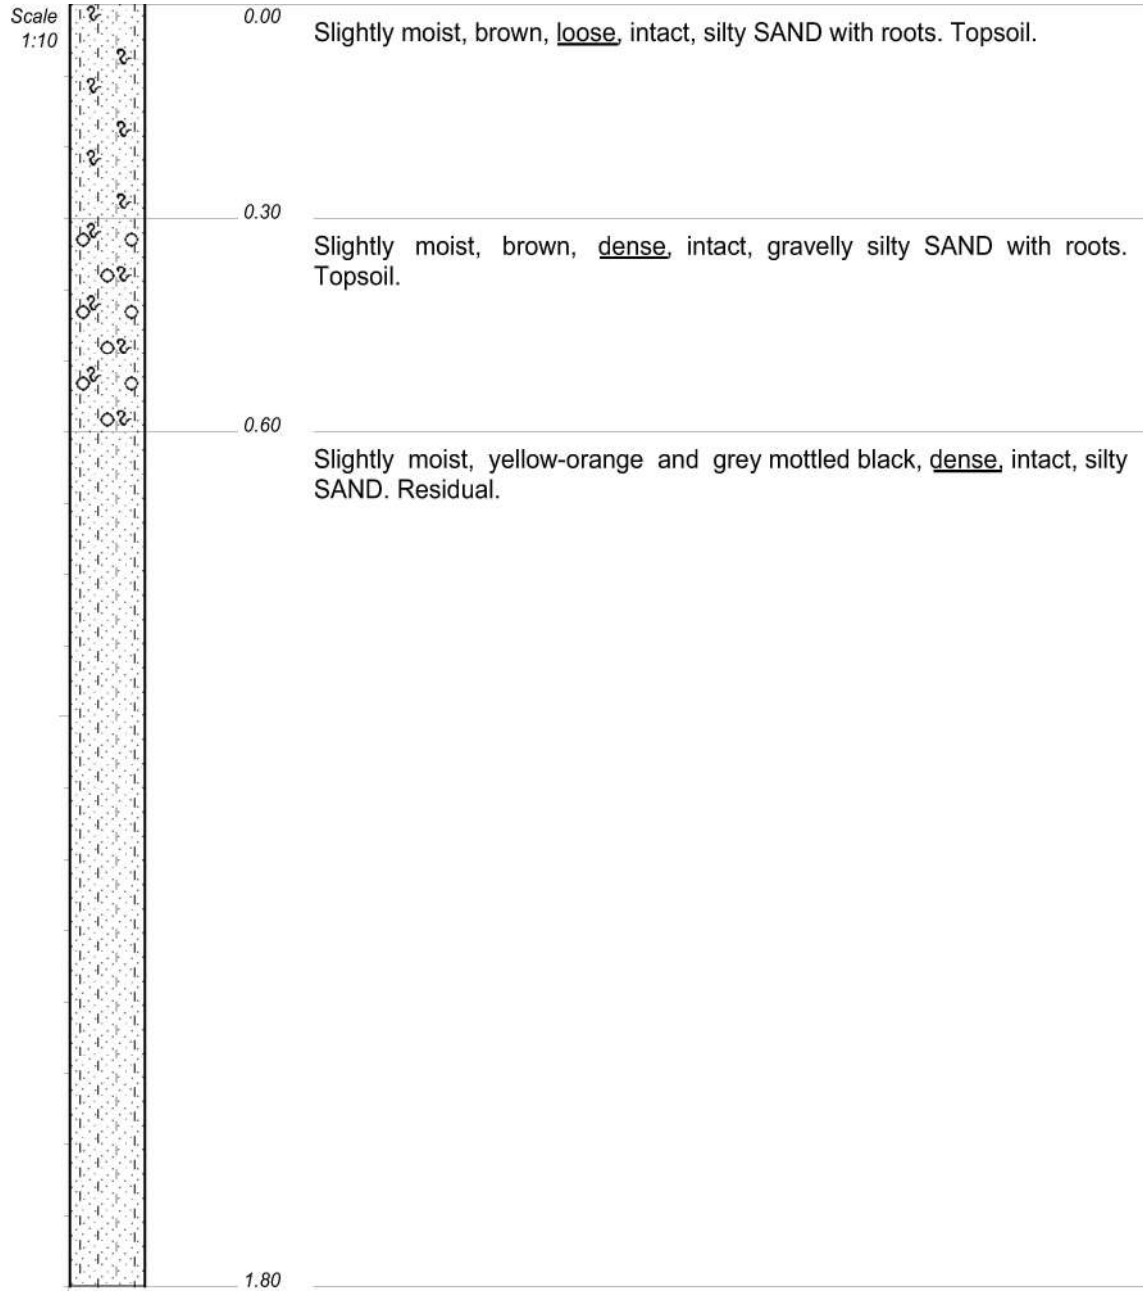 Scale
1:10
0.00
Slightly moist, brown, loose, intact, silty SAND with roots. Topsoil.
0.30
Slightly moist, brown, dense, intact, gravelly silty SAND with roots.
Topsoil.
0.60
Slightly moist, yellow-orange and grey mottled black, dense, intact, silty
SAND. Residual.
1.80